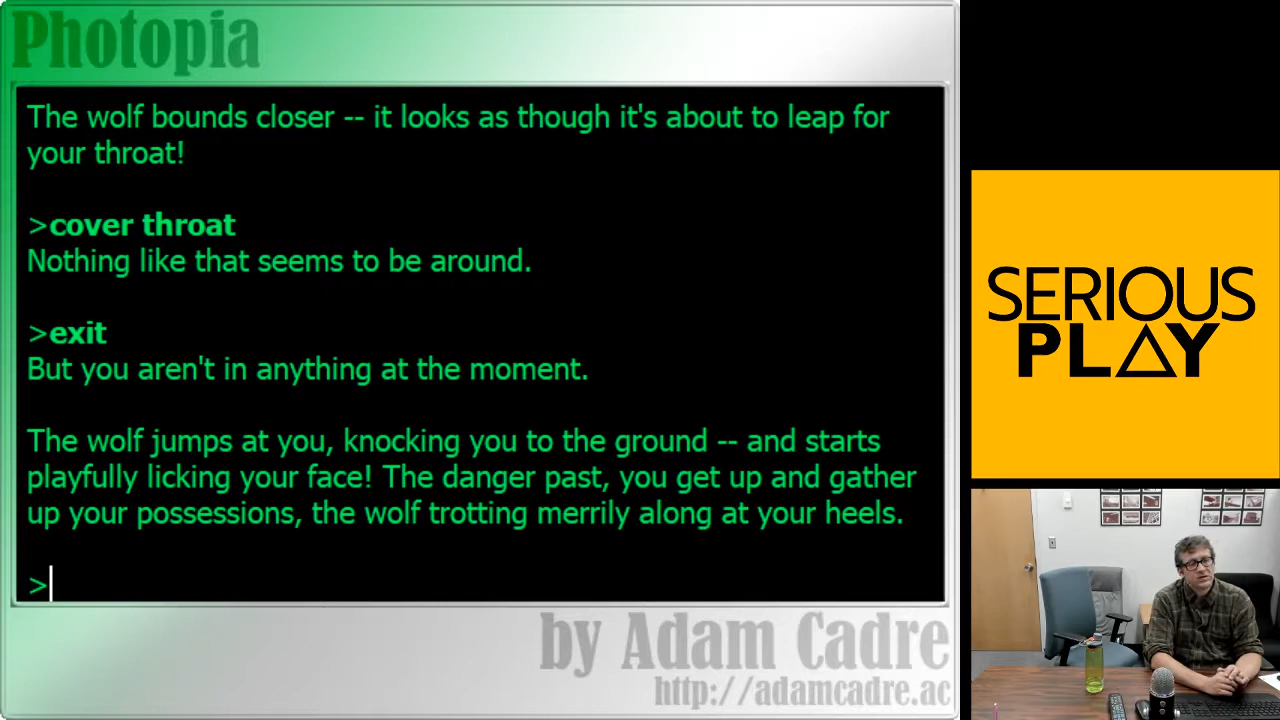 Photopia
The wolf bounds closer -- it looks as though it's about to leap for
your throat!
>cover throat
Nothing like that seems to be around.
>exit
But you aren't in anything at the moment.
The wolf jumps at you, knocking you to the ground -- and starts
playfully licking your face! The danger past, you get up and gather
up your possessions, the wolf trotting merrily along at your heels.
>
by Adam Cadre
http://adamcadre.ac
SERIOUS
PLAY